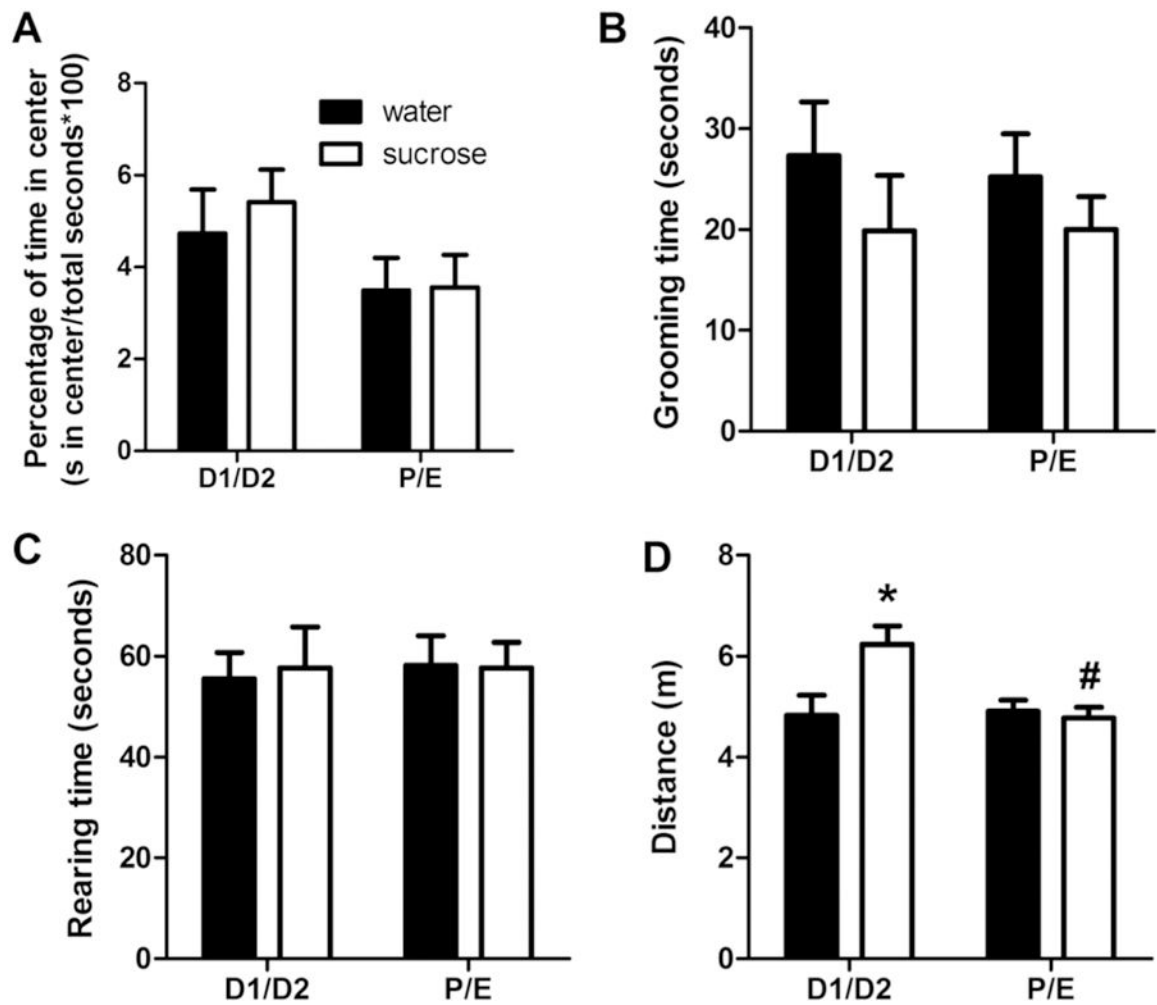 A
Percentage of time in center
(s in center/total seconds*100)
8
6
4
2
0
water
sucrose
D1/D2
P/E
B
Grooming time (seconds)
40
30
20
10
0
D1/D2
P/E
C
Rearing time (seconds)
80
60
40
20
0
D1/D2
P/E
D
Distance (m)
8
6
4
2
0
*
#
D1/D2
P/E